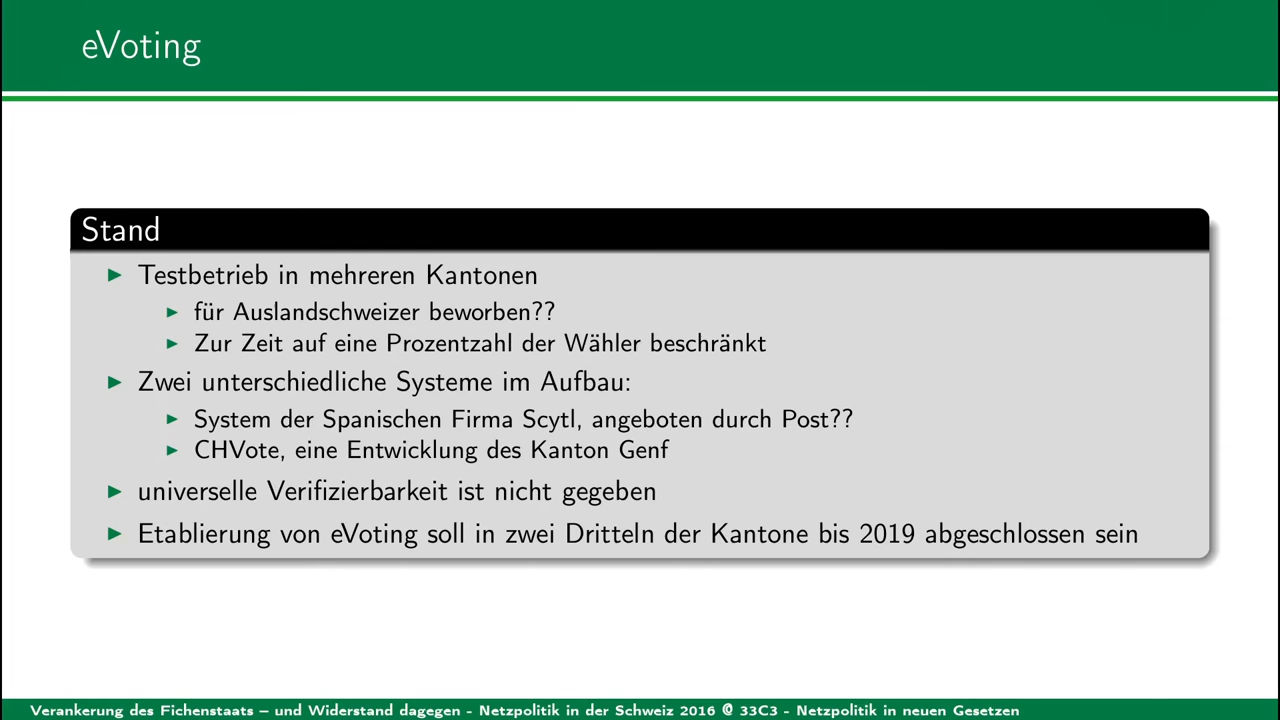 eVoting
Stand
Testbetrieb in mehreren Kantonen
für Auslandschweizer beworben??
Zur Zeit auf eine Prozentzahl der Wähler beschränkt
Zwei unterschiedliche Systeme im Aufbau:
System der Spanischen Firma Scytl, angeboten durch Post??
CHVote, eine Entwicklung des Kanton Genf
universelle Verifizierbarkeit ist nicht gegeben
Etablierung von eVoting soll in zwei Dritteln der Kantone bis 2019 abgeschlossen sein
Verankerung des Fichenstaats – und Widerstand dagegen - Netzpolitik in der Schweiz 2016 @ 33C3 - Netzpolitik in neuen Gesetzen